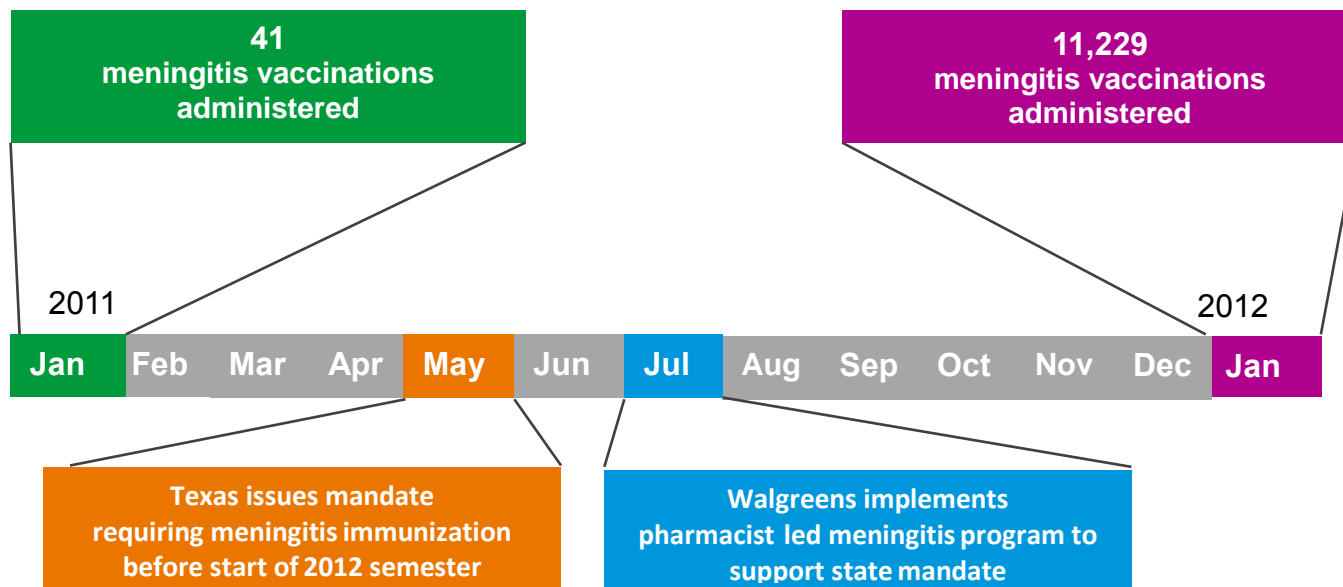 41
meningitis vaccinations
administered
11,229
meningitis vaccinations
administered
2011
2012
Jan Feb Mar Apr May Jun Jul Aug Sep Oct Nov Dec Jan
Texas issues mandate
requiring meningitis immunization
before start of 2012 semester
Walgreens implements
pharmacist led meningitis program to
support state mandate